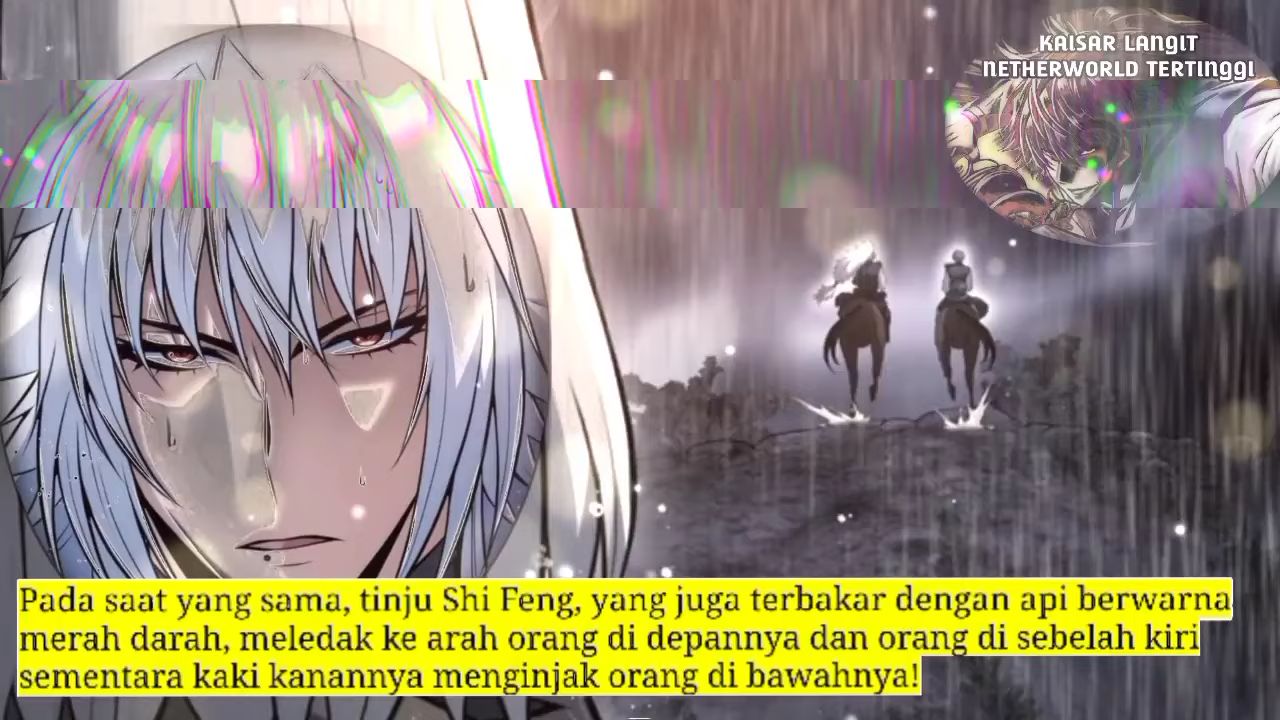 KAISAR LANGIT
NETHERWORLD TERTINGGI
Pada saat yang sama, tinju Shi Feng, yang juga terbakar dengan api berwarna
merah darah, meledak ke arah orang di depannya dan orang di sebelah kiri
sementara kaki kanannya menginjak orang di bawahnya!